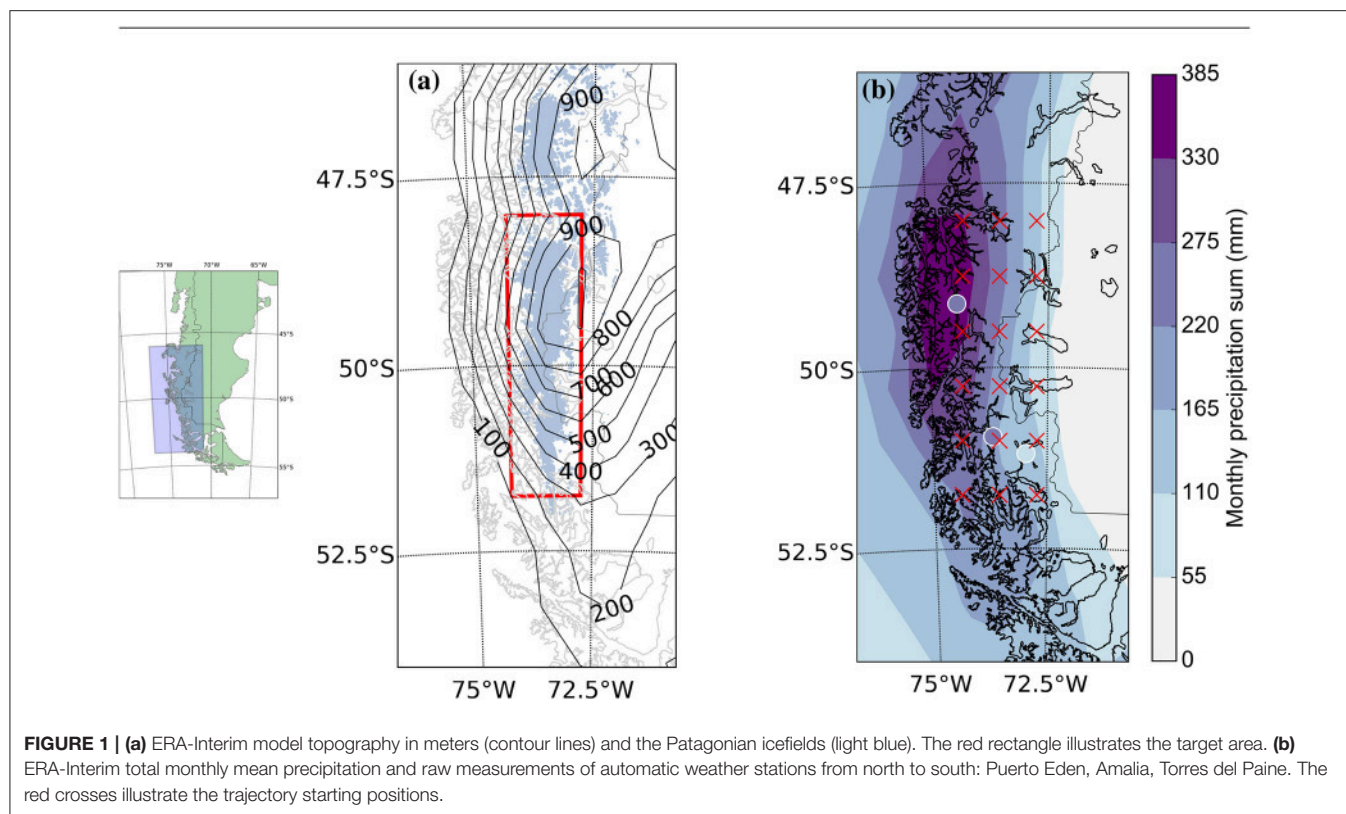 75°W 70°W 65°W
45°S
50°S
55°S
(a)
900
47.5°S
900
800
50°S
700
600
100
500
300
400
52.5°S
200
75°W 72.5°W
(b)
47.5°S
50°S
52.5°S
75°W 72.5°W
385
330
275
220
165
110
55
0
Monthly precipitation sum (mm)
FIGURE 1 | (a) ERA-Interim model topography in meters (contour lines) and the Patagonian icefields (light blue). The red rectangle illustrates the target area. (b)
ERA-Interim total monthly mean precipitation and raw measurements of automatic weather stations from north to south: Puerto Eden, Amalia, Torres del Paine. The
red crosses illustrate the trajectory starting positions.